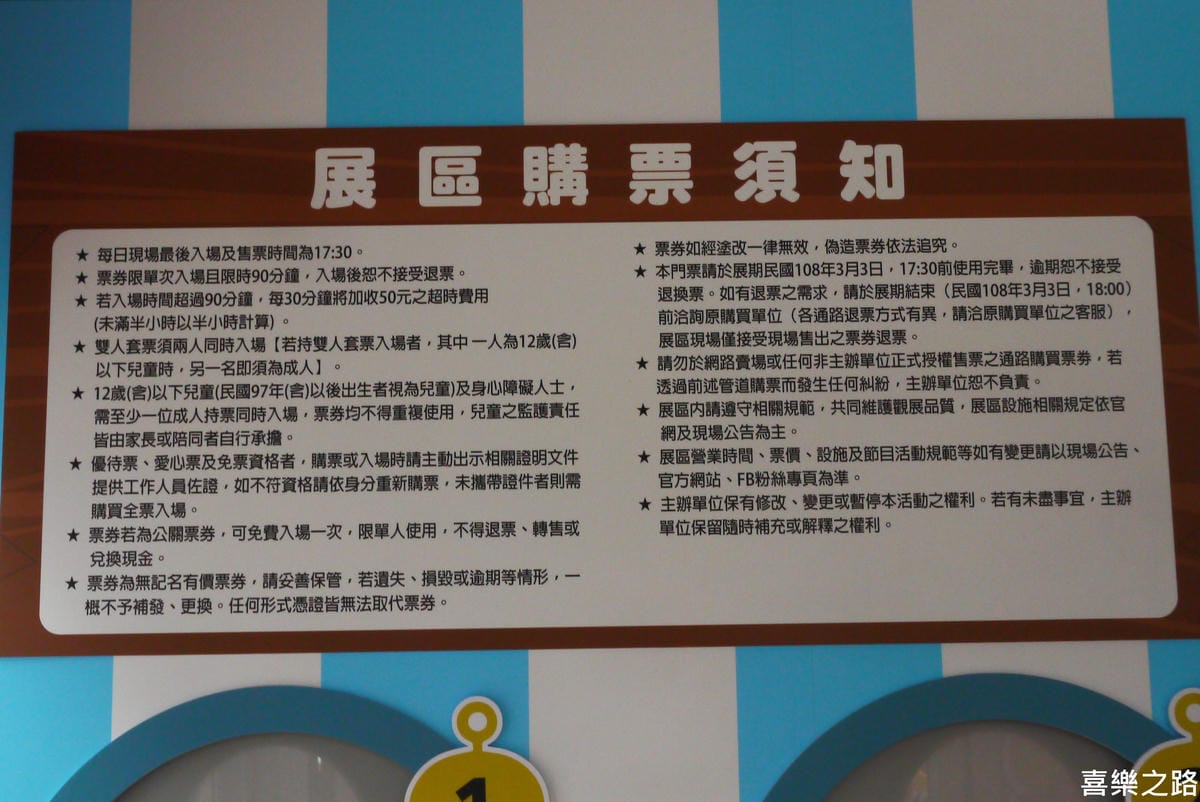 展區購票須知
★ 每日現場最後入場及售票時間為17:30。
★ 票券限單次入場且限時90分鐘，入場後恕不接受退票。
★ 若入場時間超過90分鐘，每30分鐘將加收50元之超時費用
(未滿半小時以半小時計算)。
★ 雙人套票須兩人同時入場【若持雙人套票入場者，其中一人為12歲(含)
以下兒童時，另一名即須為成人】。
★ 12歲(含)以下兒童(民國97年(含)以後出生者視為兒童)及身心障礙人士，
需至少一位成人持票同時入場，票券均不得重複使用，兒童之監護責任
皆由家長或陪同者自行承擔。
★ 優待票、愛心票及免票資格者，購票或入場時請主動出示相關證明文件
提供工作人員佐證，如不符資格請依身分重新購票，未攜帶證件者則需
購買全票入場。
★ 票券若為公關票券，可免費入場一次，限單人使用，不得退票、轉售或
兌換現金。
★ 票券為無記名有價票券，請妥善保管，若遺失、損毀或逾期等情形，一
概不予補發、更換。任何形式憑證皆無法取代票券。
★ 票券如經塗改一律無效，偽造票券依法追究。
★ 本門票請於展期民國108年3月3日，17:30前使用完畢，逾期恕不接受
退換票。如有退票之需求，請於展期結束（民國108年3月3日，18:00）
前洽詢原購買單位（各通路退票方式有異，請洽原購買單位之客服），
展區現場僅接受現場售出之票券退票。
★ 請勿於網路賣場或任何非主辦單位正式授權售票之通路購買票券，若
透過前述管道購票而發生任何糾紛，主辦單位恕不負責。
★ 展區內請遵守相關規範，共同維護觀展品質，展區設施相關規定依官
網及現場公告為主。
★ 展區營業時間、票價、設施及節目活動規範等如有變更請以現場公告、
官方網站、FB粉絲專頁為準。
★ 主辦單位保有修改、變更或暫停本活動之權利。若有未盡事宜，主辦
單位保留隨時補充或解釋之權利。
1
喜樂之路